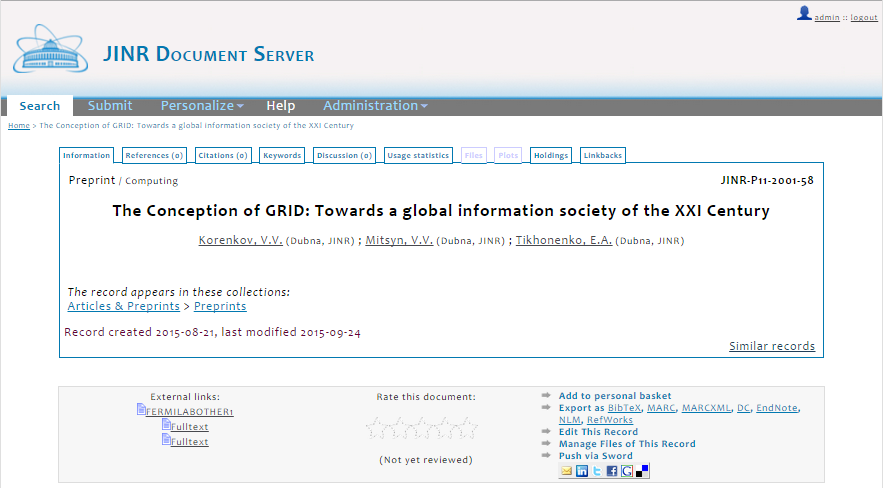 admin :: logout
JINR Document Server
Search Submit Personalize Help Administration
Home > The Conception of GRID: Towards a global information society of the XXI Century
Information References (0) Citations (0) Keywords Discussion (0) Usage statistics Files Plots Holdings Linkbacks
Preprint / Computing JINR-P11-2001-58
The Conception of GRID: Towards a global information society of the XXI Century
Korenkov, V.V. (Dubna, JINR) ; Mitsyn, V.V. (Dubna, JINR) ; Tikhonenko, E.A. (Dubna, JINR)
The record appears in these collections:
Articles & Preprints > Preprints
Record created 2015-08-21, last modified 2015-09-24
Similar records
External links:
FERMILABOTHER1
Fulltext
Fulltext
Rate this document:
(Not yet reviewed)
Add to personal basket
Export as BibTeX, MARC, MARCXML, DC, EndNote,
NLM, RefWorks
Edit This Record
Manage Files of This Record
Push via Sword